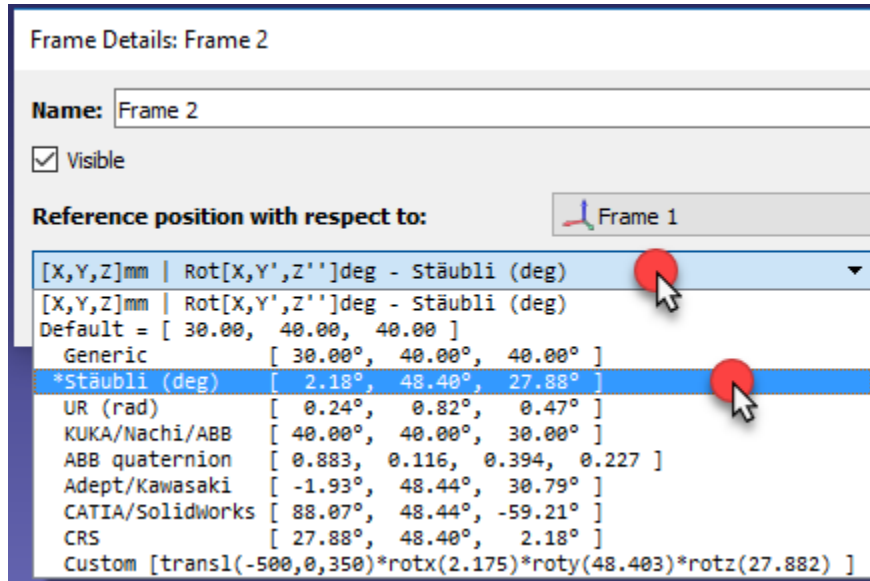 Frame Details: Frame 2
Name: Frame 2
Visible
Reference position with respect to: Frame 1
[X,Y,Z]mm | Rot[X,Y',Z'']deg - Stäubli (deg)
[X,Y,Z]mm | Rot[X,Y',Z'']deg - Stäubli (deg)
Default = [ 30.00, 40.00, 40.00 ]
Generic [ 30.00°, 40.00°, 40.00° ]
*Stäubli (deg) [ 2.18°, 48.40°, 27.88° ]
UR (rad) [ 0.24°, 0.82°, 0.47° ]
KUKA/Nachi/ABB [ 40.00°, 40.00°, 30.00° ]
ABB quaternion [ 0.883, 0.116, 0.394, 0.227 ]
Adept/Kawasaki [ -1.93°, 48.44°, 30.79° ]
CATIA/SolidWorks [ 88.07°, 48.44°, -59.21° ]
CRS [ 27.88°, 48.40°, 2.18° ]
Custom [transl(-500,0,350)*rotx(2.175)*roty(48.403)*rotz(27.882) ]